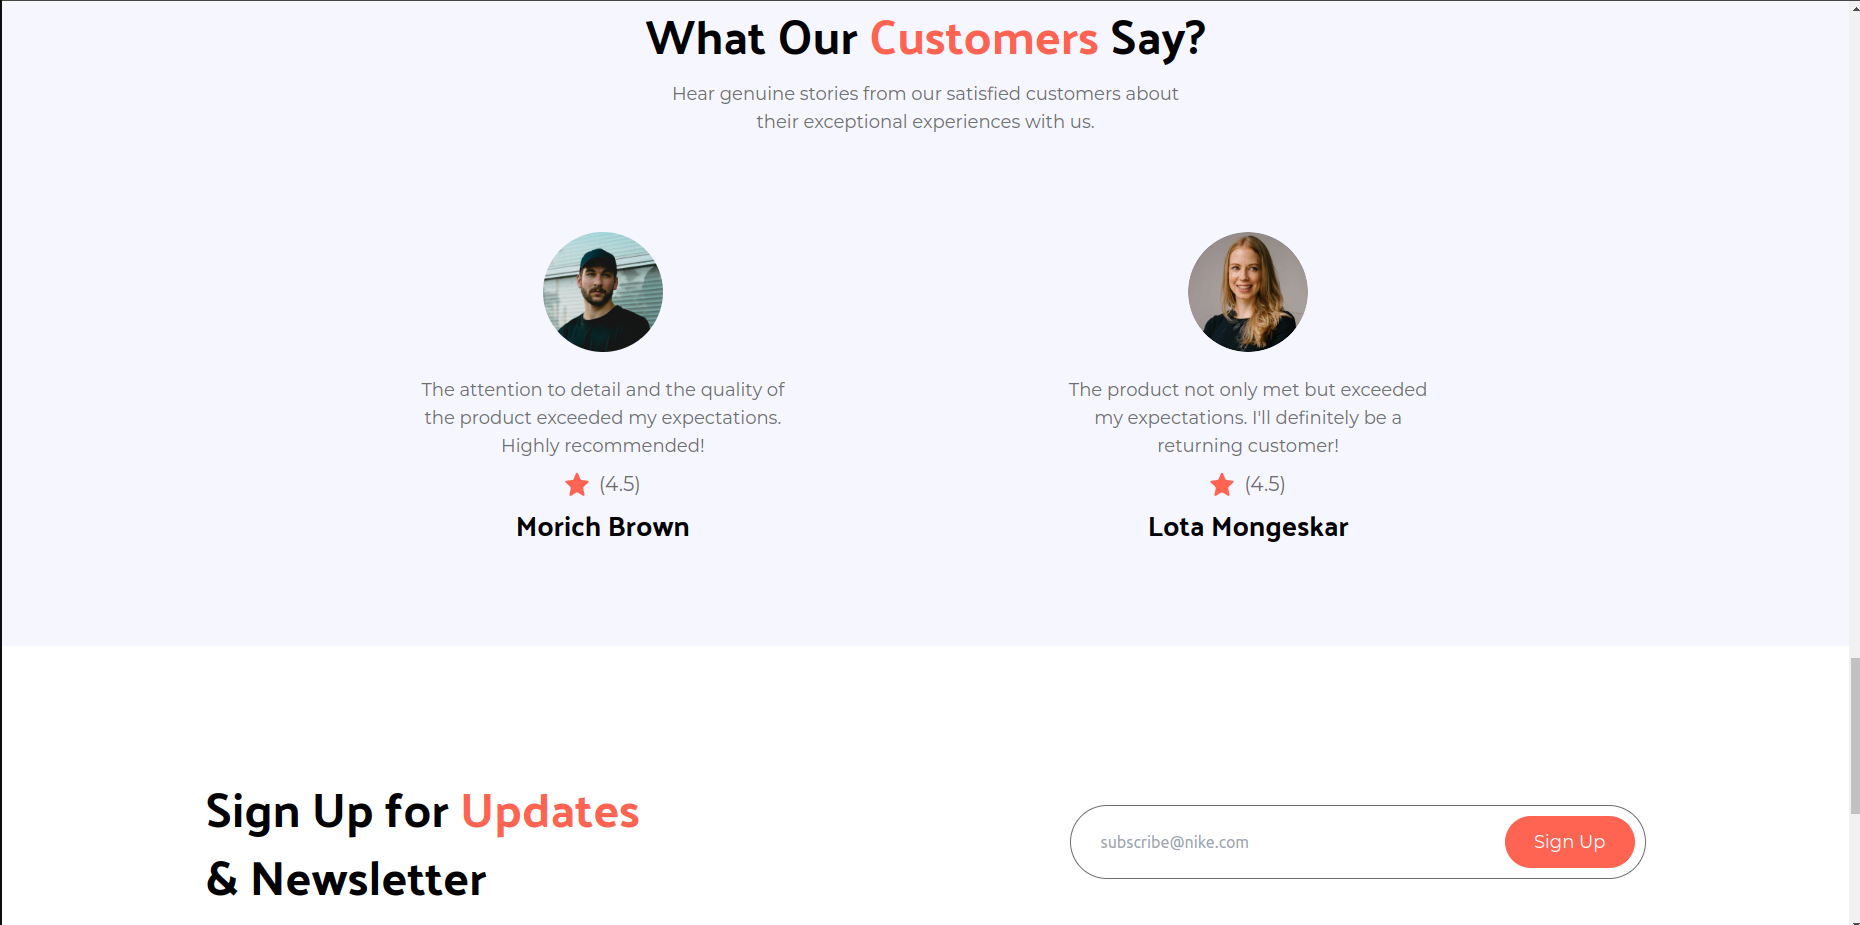 What Our Customers Say?
Hear genuine stories from our satisfied customers about
their exceptional experiences with us.
The attention to detail and the quality of
the product exceeded my expectations.
Highly recommended!
(4.5)
Morich Brown
The product not only met but exceeded
my expectations. I'll definitely be a
returning customer!
(4.5)
Lota Mongeskar
Sign Up for Updates
& Newsletter
subscribe@nike.com
Sign Up